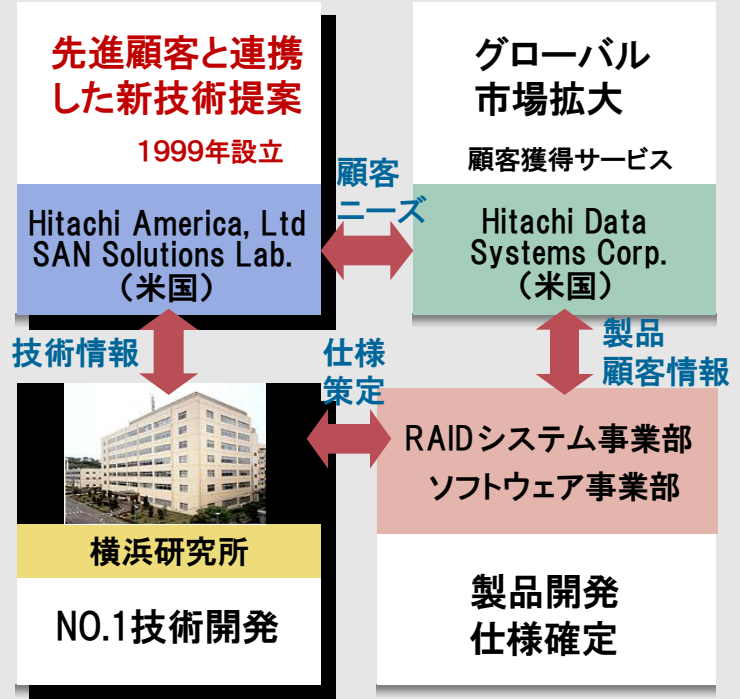 先進顧客と連携
した新技術提案
1999年設立
Hitachi America, Ltd
SAN Solutions Lab.
（米国）
グローバル
市場拡大
顧客獲得サービス
Hitachi Data
Systems Corp.
（米国）
顧客
ニーズ
技術情報
仕様
策定
製品
顧客情報
横浜研究所
NO.1技術開発
RAIDシステム事業部
ソフトウェア事業部
製品開発
仕様確定